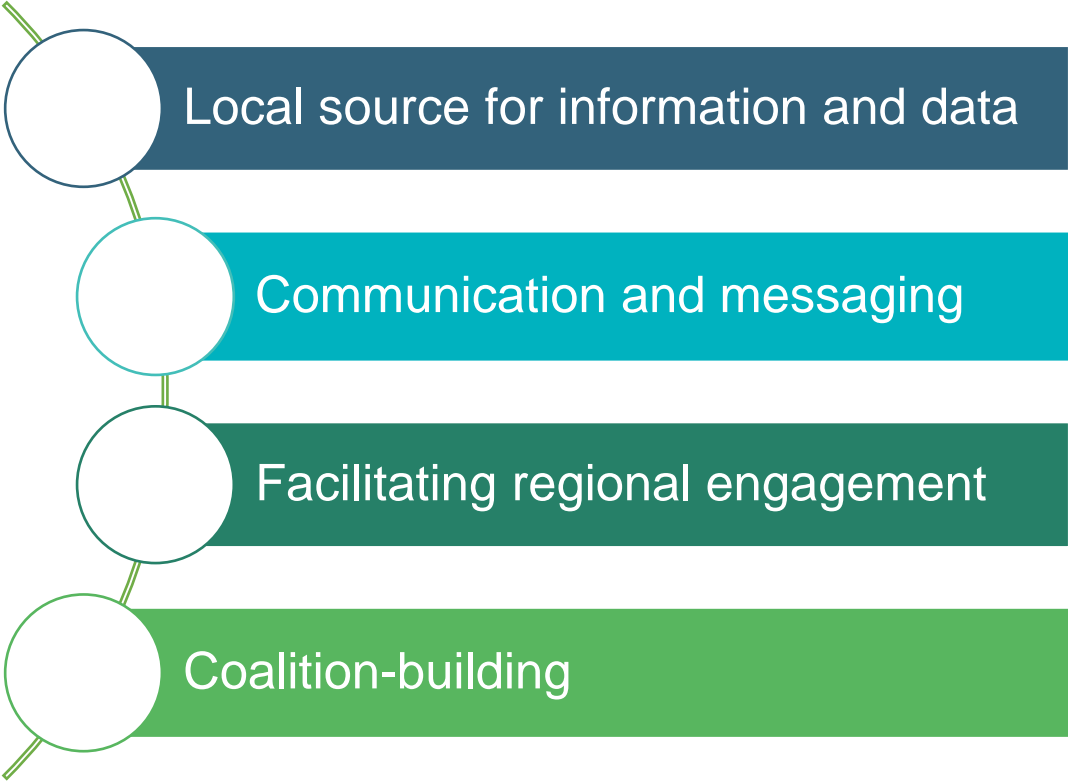 Local source for information and data
Communication and messaging
Facilitating regional engagement
Coalition-building